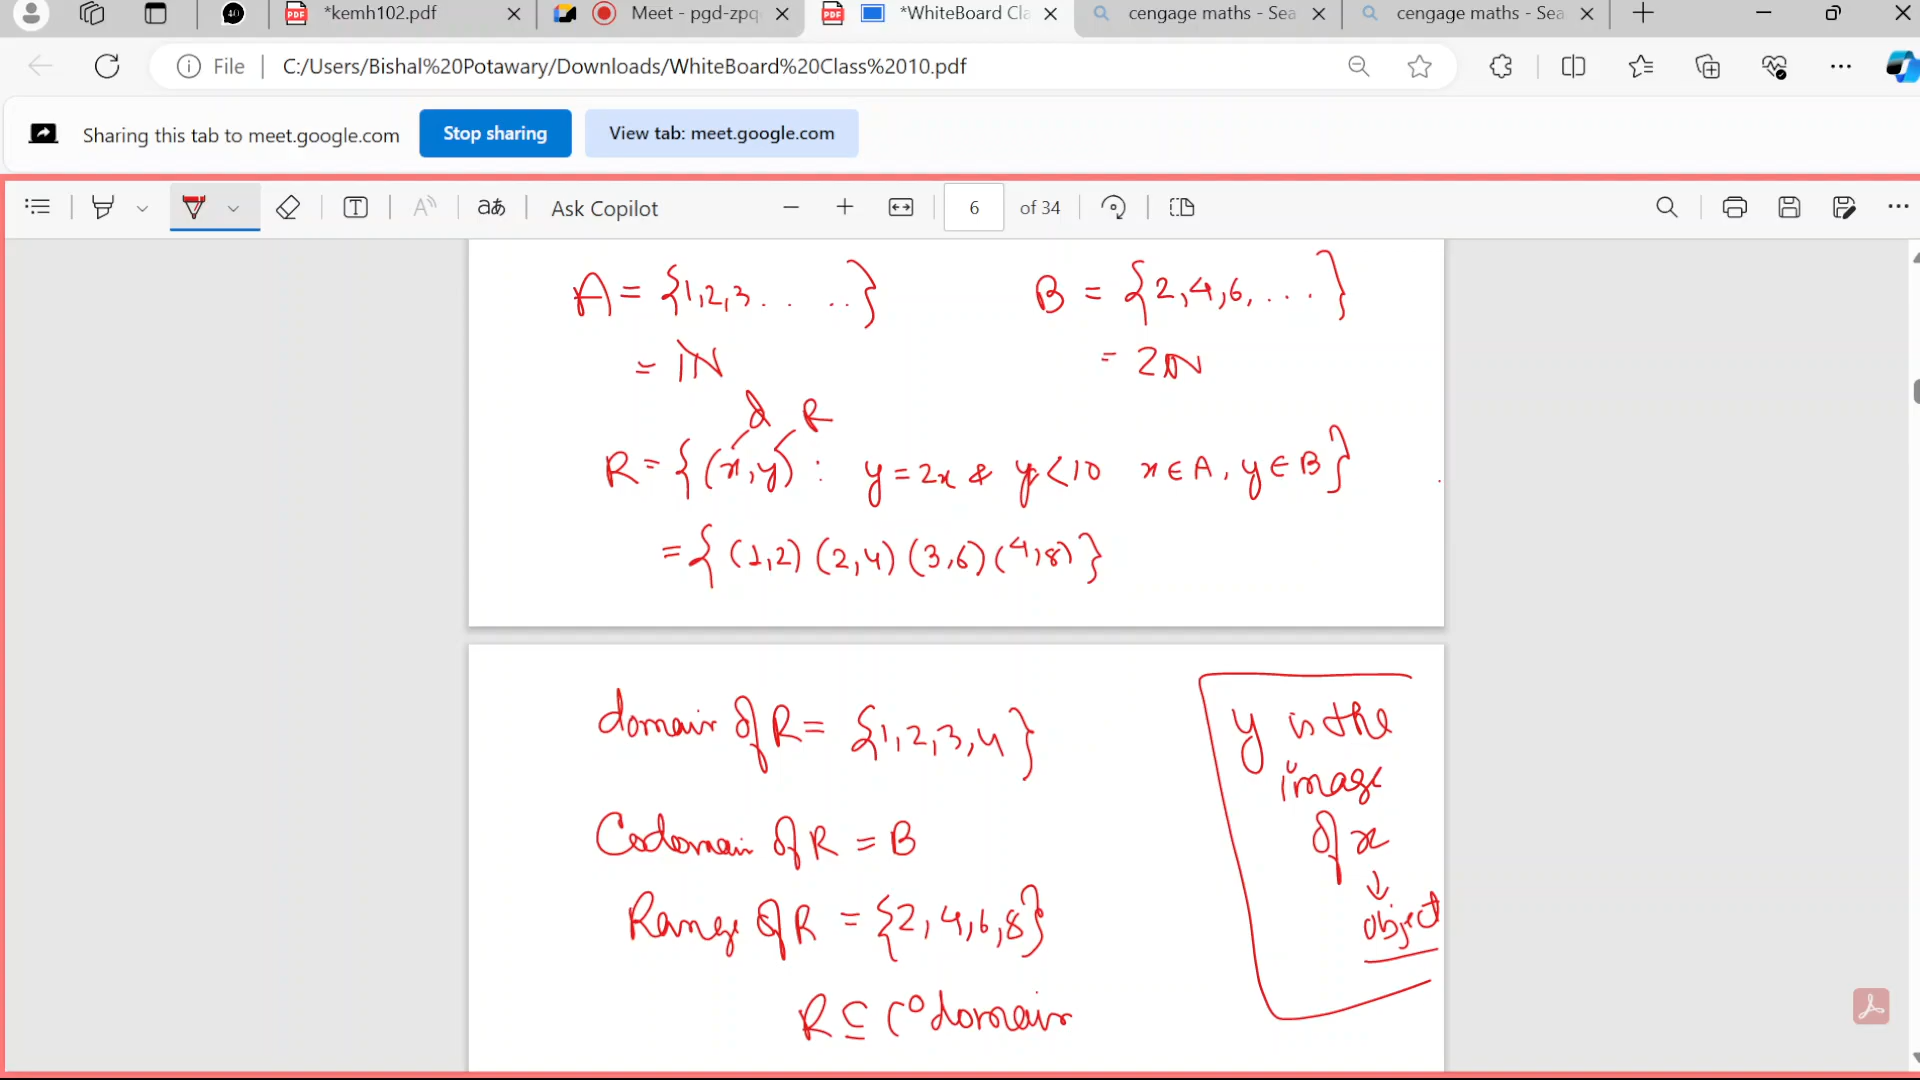 *kemh102.pdf
Meet - pgd-zpq
*WhiteBoard Cla
cengage maths - Sea
cengage maths - Sea
File
C:/Users/Bishal%20Potawary/Downloads/WhiteBoard%20Class%2010.pdf
Sharing this tab to meet.google.com
Stop sharing
View tab: meet.google.com
Ask Copilot
6 of 34
A = {1,2,3. . . . .} B = {2,4,6, . . . }
= IN = 2N
d R
R = {(x,y) : y = 2x & y < 10 x ∈ A, y ∈ B}
= { (1,2) (2,4) (3,6) (4,8) }
domain of R = {1,2,3,4}
Codomain of R = B
Range of R = {2,4,6,8}
R ⊆ Codomain
y is the
image
of x
↓
object